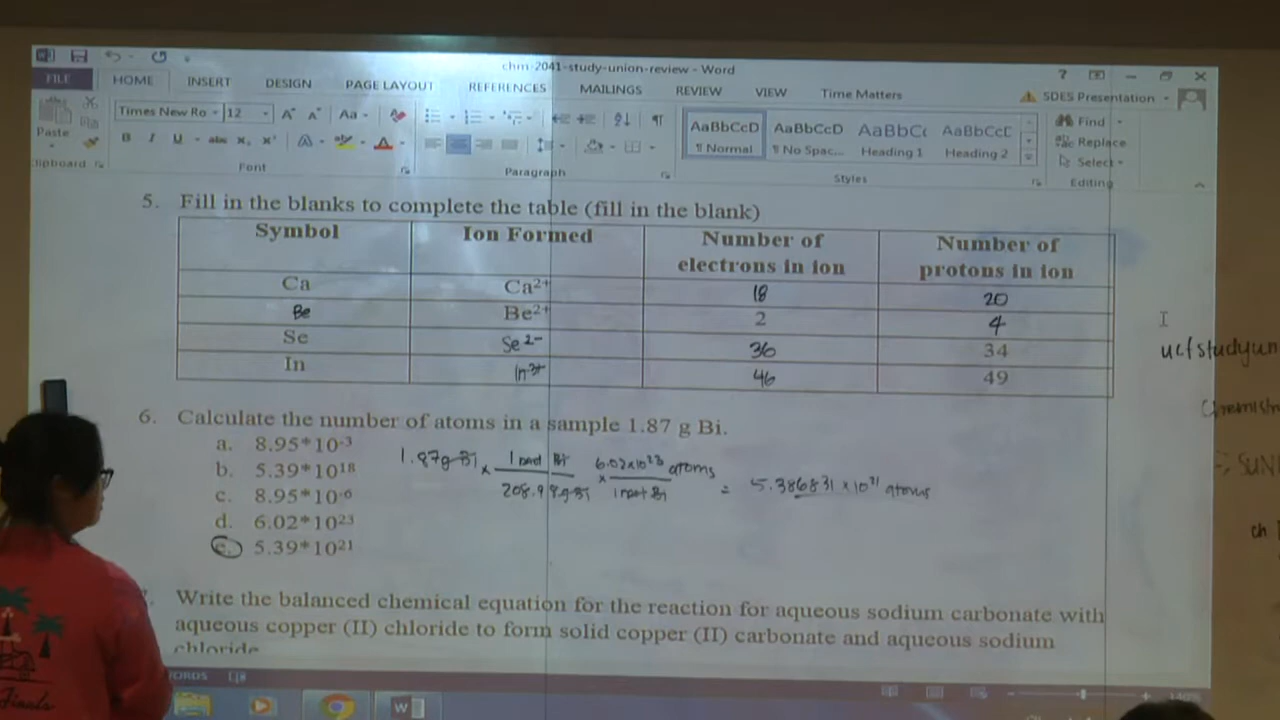 chm-2041-study-union-review - Word
FILE HOME INSERT DESIGN PAGE LAYOUT REFERENCES MAILINGS REVIEW VIEW Time Matters SDES Presentation
Paste
Times New Ro 12
AaBbCcD AaBbCcD AaBbC AaBbCcD
¶ Normal ¶ No Spac... Heading 1 Heading 2
Find
Replace
Select
Font Paragraph Styles Editing
5. Fill in the blanks to complete the table (fill in the blank)
Symbol Ion Formed Number of electrons in ion Number of protons in ion
Ca Ca²⁺ 18 20
Be Be²⁺ 2 4
Se Se²⁻ 36 34
In In³⁺ 46 49
6. Calculate the number of atoms in a sample 1.87 g Bi.
a. 8.95*10⁻³
b. 5.39*10¹⁸
c. 8.95*10⁻⁶
d. 6.02*10²³
e. 5.39*10²¹
1.87g Bi × 1 mol Bi / 208.98g Bi × 6.02×10²³ atoms / 1 mol Bi = 5.386831 × 10²¹ atoms
Write the balanced chemical equation for the reaction for aqueous sodium carbonate with
aqueous copper (II) chloride to form solid copper (II) carbonate and aqueous sodium
chloride
ucfstudyun
Chemistr
SUN
ch
Finals